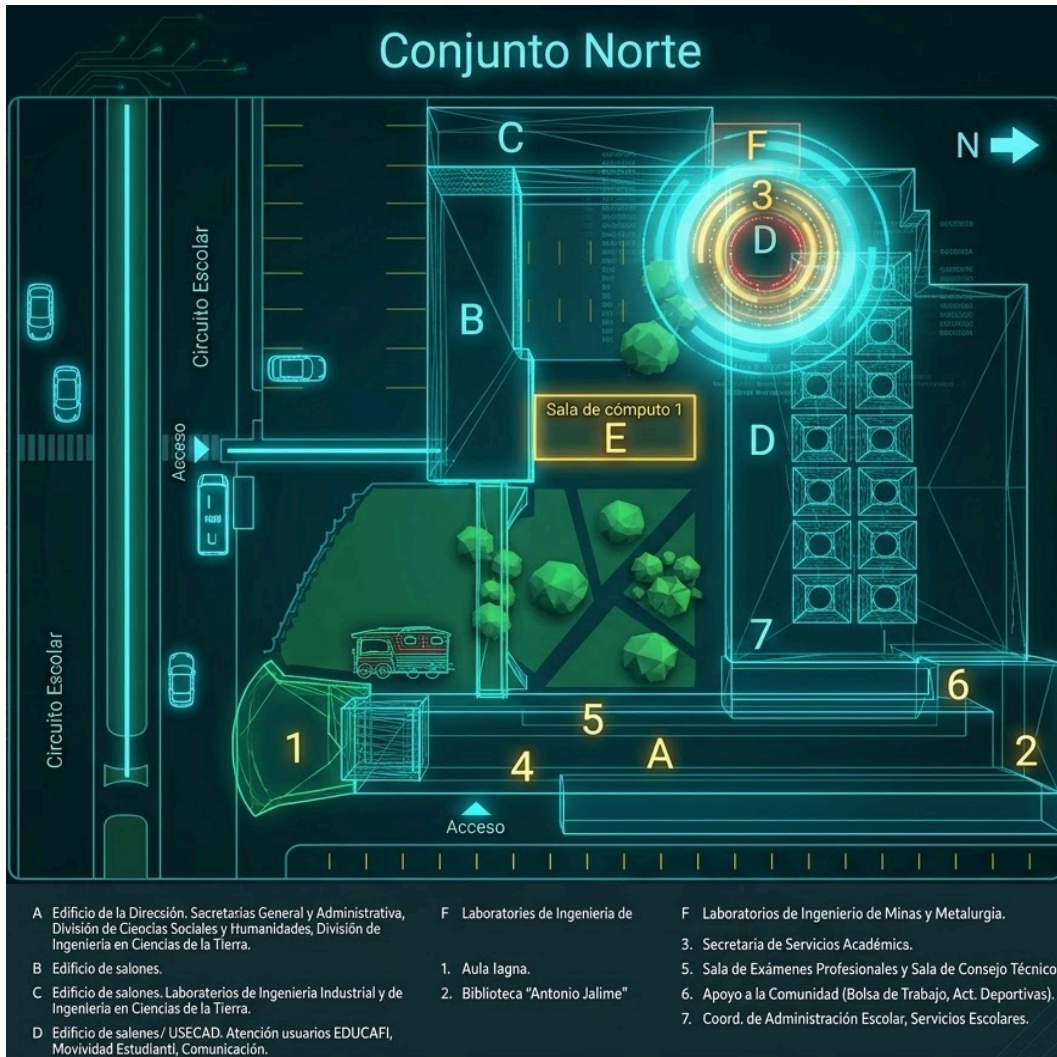 Conjunto Norte
C
F
N
3
D
Circuito Escolar
B
Sala de cómputo 1
E
D
Acceso
Circuito Escolar
7
6
5
1
A
2
4
Acceso
A Edificio de la Direcsión. Sacretarias General y Administrativa,
División de Cieocias Sociales y Humanidades, División de
Ingeniería en Ciencias de la Tlerra.
B Edificio de salones.
C Edificio de salones. Laboraterios de Ingenieria Industrial y de
Ingeniería en Ciencias de la Tierra.
D Edificio de salenes/ USECAD. Atención usuarios EDUCAFI,
Movividad Estudlantl, Comunicación.
F Laboratories de Ingenieria de
1. Aula lagna.
2. Biblioteca "Antonio Jalime"
F Laboratorios de Ingenierio de Minas y Metalurgia.
3. Secretaria de Servicios Académics.
5. Sala de Exámenes Profesionales y Sala de Consejo Técnico
6. Apoyo a la Comunidad (Bolsa de Trabajo, Act. Deportivas).
7. Coord. de Administración Escolar, Servicios Escolares.